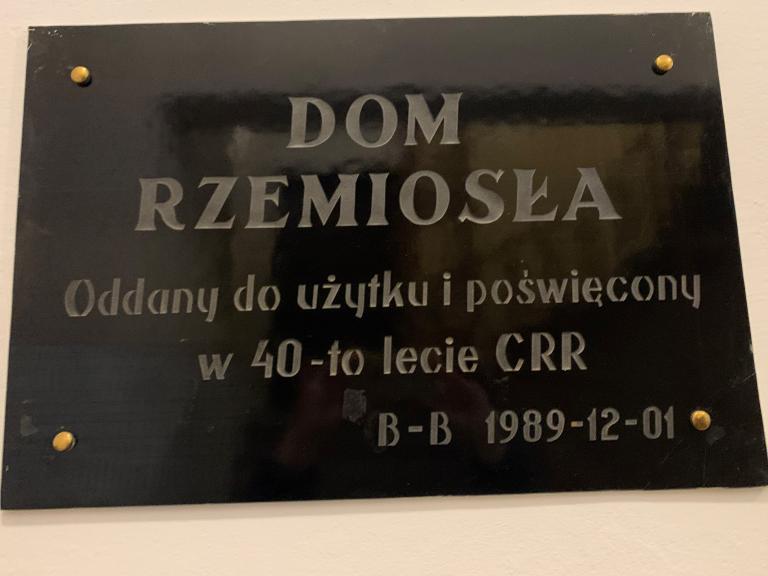 DOM
RZEMIOSŁA
Oddany do użytku i poświęcony
w 40-to lecie CRR
B-B 1989-12-01